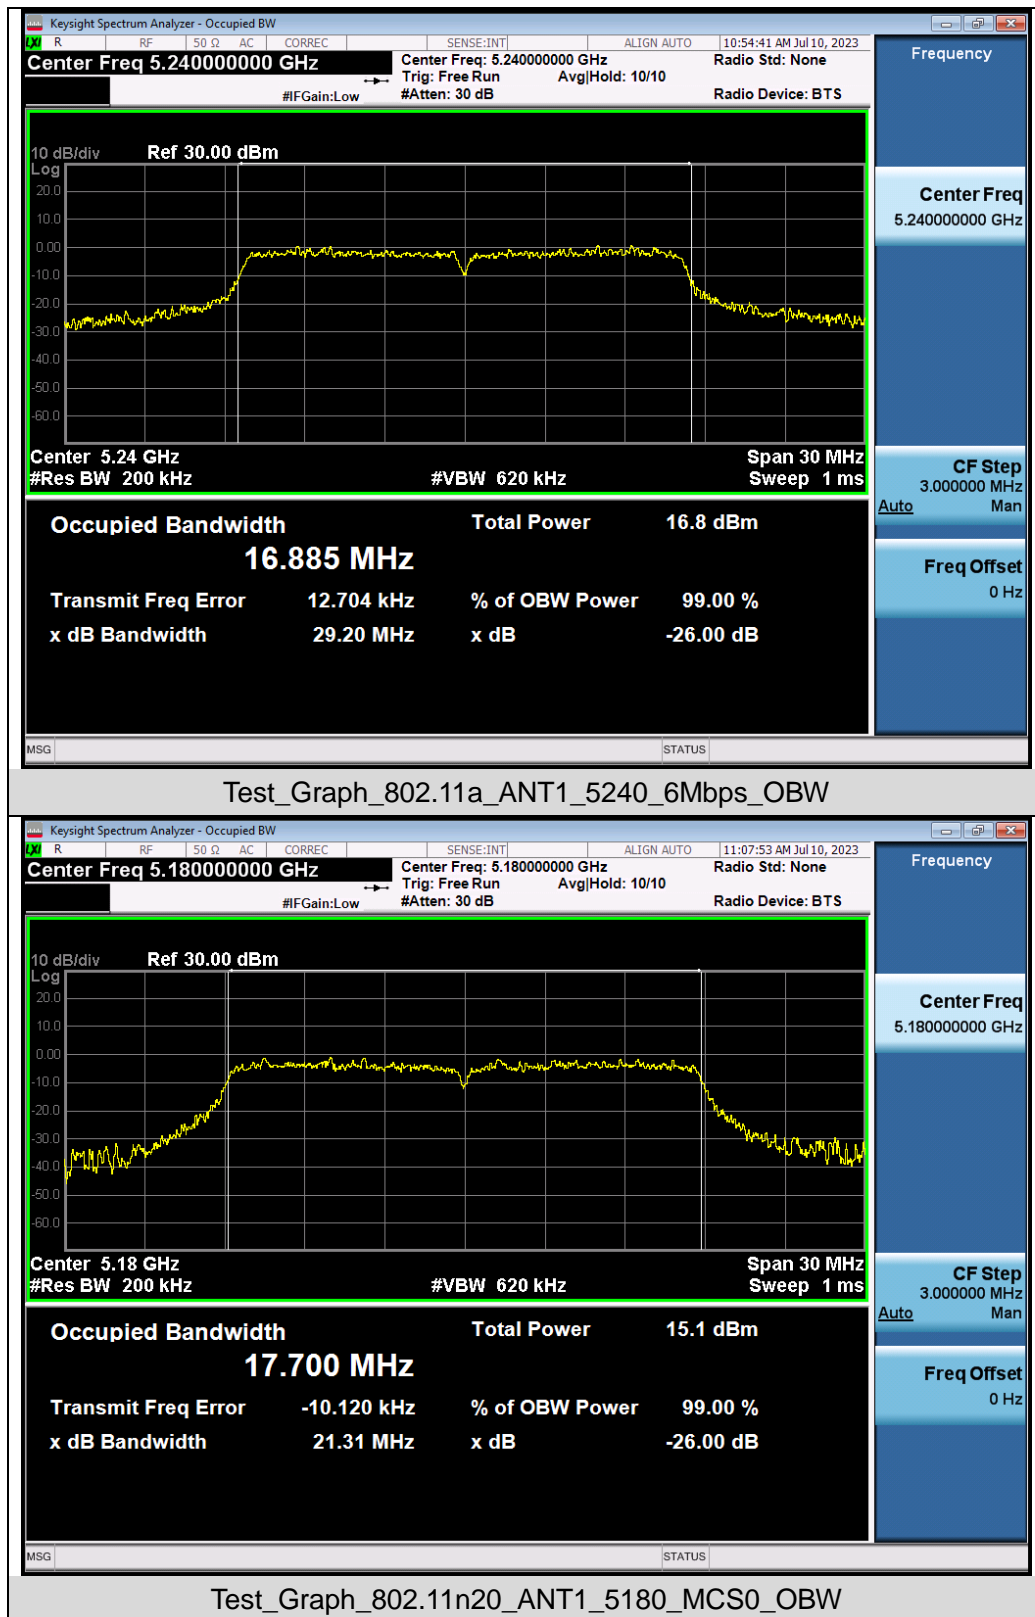 Keysight Spectrum Analyzer - Occupied BW
LXI R RF 50 Ω AC CORREC SENSE:INT ALIGN AUTO 10:54:41 AM Jul 10, 2023
Center Freq 5.240000000 GHz
Center Freq: 5.240000000 GHz
Radio Std: None
Trig: Free Run Avg|Hold: 10/10
#IFGain:Low
#Atten: 30 dB
Radio Device: BTS
10 dB/div Ref 30.00 dBm
Log
20.0
10.0
0.00
-10.0
-20.0
-30.0
-40.0
-50.0
-60.0
Center 5.24 GHz Span 30 MHz
#Res BW 200 kHz #VBW 620 kHz Sweep 1 ms
Occupied Bandwidth Total Power 16.8 dBm
16.885 MHz
Transmit Freq Error 12.704 kHz % of OBW Power 99.00 %
x dB Bandwidth 29.20 MHz x dB -26.00 dB
MSG STATUS
Frequency
Center Freq
5.240000000 GHz
CF Step
3.000000 MHz
Auto Man
Freq Offset
0 Hz
Test_Graph_802.11a_ANT1_5240_6Mbps_OBW
Keysight Spectrum Analyzer - Occupied BW
LXI R RF 50 Ω AC CORREC SENSE:INT ALIGN AUTO 11:07:53 AM Jul 10, 2023
Center Freq 5.180000000 GHz
Center Freq: 5.180000000 GHz
Radio Std: None
Trig: Free Run Avg|Hold: 10/10
#IFGain:Low
#Atten: 30 dB
Radio Device: BTS
10 dB/div Ref 30.00 dBm
Log
20.0
10.0
0.00
-10.0
-20.0
-30.0
-40.0
-50.0
-60.0
Center 5.18 GHz Span 30 MHz
#Res BW 200 kHz #VBW 620 kHz Sweep 1 ms
Occupied Bandwidth Total Power 15.1 dBm
17.700 MHz
Transmit Freq Error -10.120 kHz % of OBW Power 99.00 %
x dB Bandwidth 21.31 MHz x dB -26.00 dB
MSG STATUS
Frequency
Center Freq
5.180000000 GHz
CF Step
3.000000 MHz
Auto Man
Freq Offset
0 Hz
Test_Graph_802.11n20_ANT1_5180_MCS0_OBW